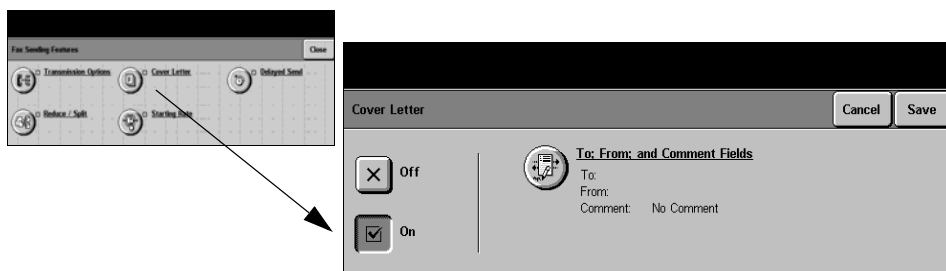 Fax Sending Features Close
Transmission Options Cover Letter Delayed Send
Reduce / Split Starting Rate
Cover Letter Cancel Save
Off
On
To; From; and Comment Fields
To:
From:
Comment: No Comment